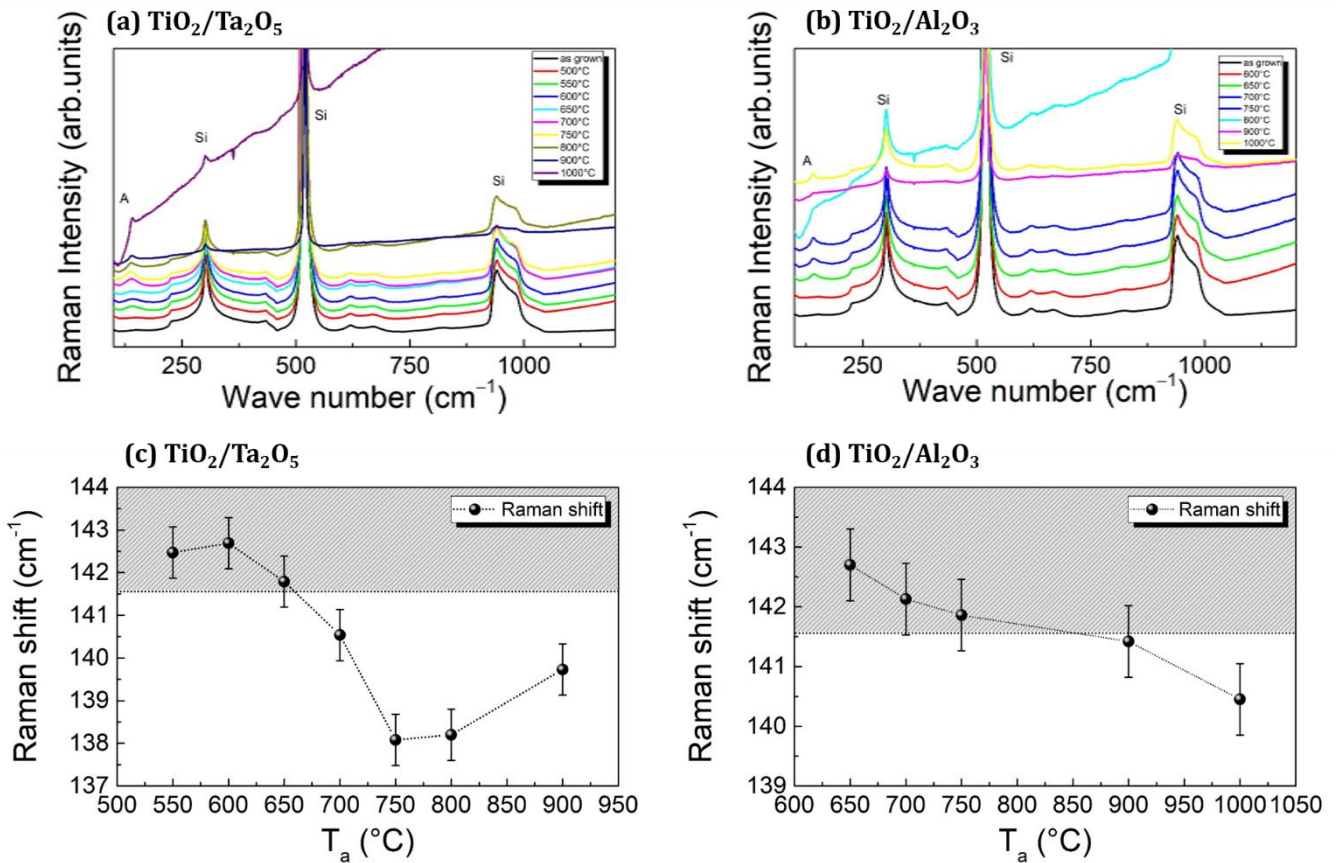 (a) TiO₂/Ta₂O₅
Raman Intensity (arb.units)
A
Si
Si
Si
as grown
500°C
550°C
600°C
650°C
700°C
750°C
800°C
900°C
1000°C
250
500
750
1000
Wave number (cm⁻¹)
(b) TiO₂/Al₂O₃
Raman Intensity (arb.units)
A
Si
Si
Si
as grown
600°C
650°C
700°C
750°C
800°C
900°C
1000°C
250
500
750
1000
Wave number (cm⁻¹)
(c) TiO₂/Ta₂O₅
Raman shift (cm⁻¹)
144
143
142
141
140
139
138
137
Raman shift
500 550 600 650 700 750 800 850 900 950
Tₐ (°C)
(d) TiO₂/Al₂O₃
Raman shift (cm⁻¹)
144
143
142
141
140
139
Raman shift
600 650 700 750 800 850 900 950 1000 1050
Tₐ (°C)